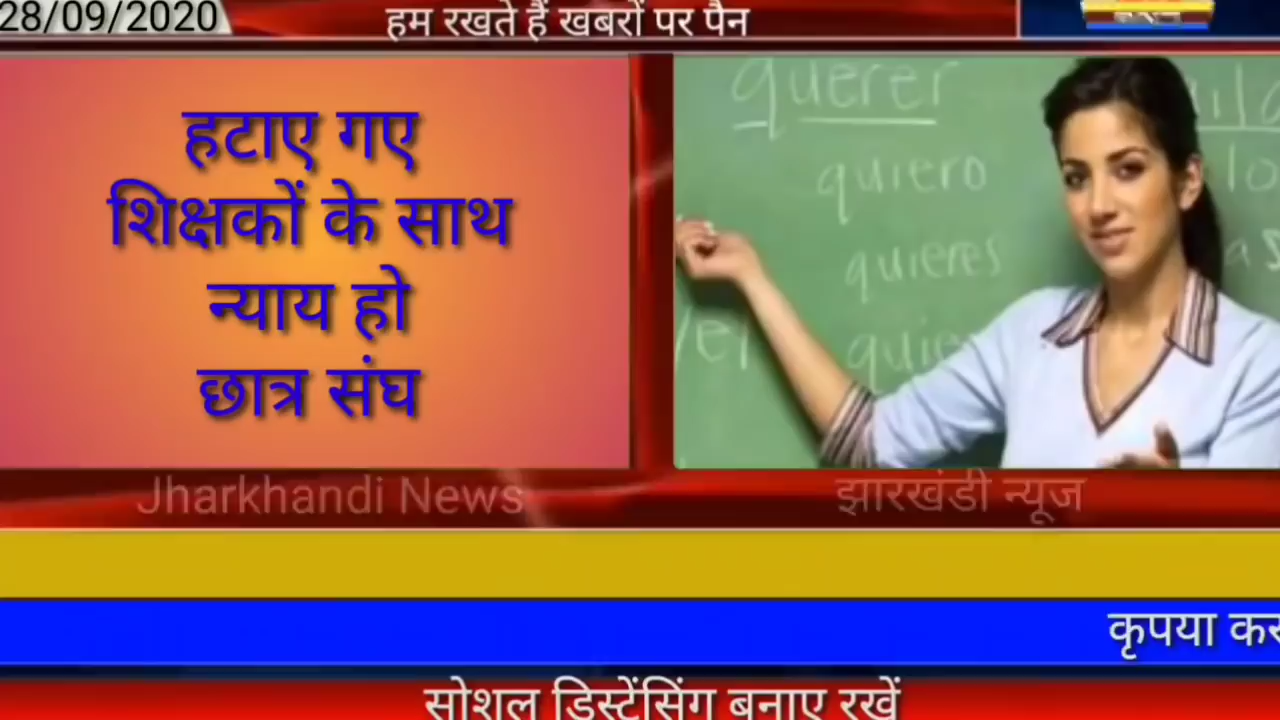 28/09/2020
हम रखते हैं खबरों पर पैन
हटाए गए
शिक्षकों के साथ
न्याय हो
छात्र संघ
querer
quiero
quieres
Jharkhandi News
झारखंडी न्यूज
कृपया
सोशल डिस्टेंसिंग बनाए रखें